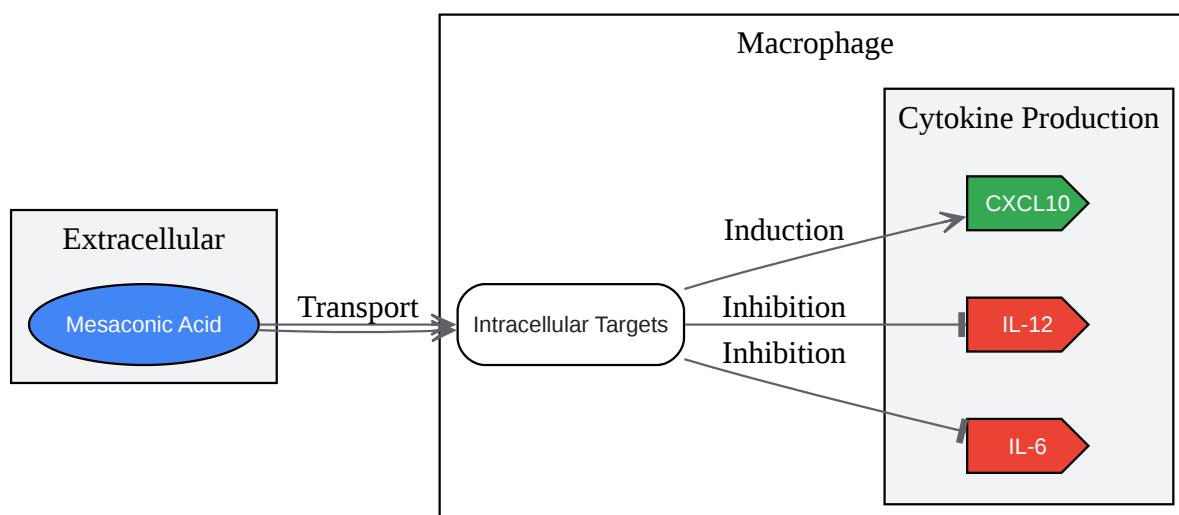 Macrophage
Cytokine Production
CXCL10
Extracellular
Induction
Mesaconic Acid
Transport
Intracellular Targets
Inhibition
IL-12
Inhibition
IL-6